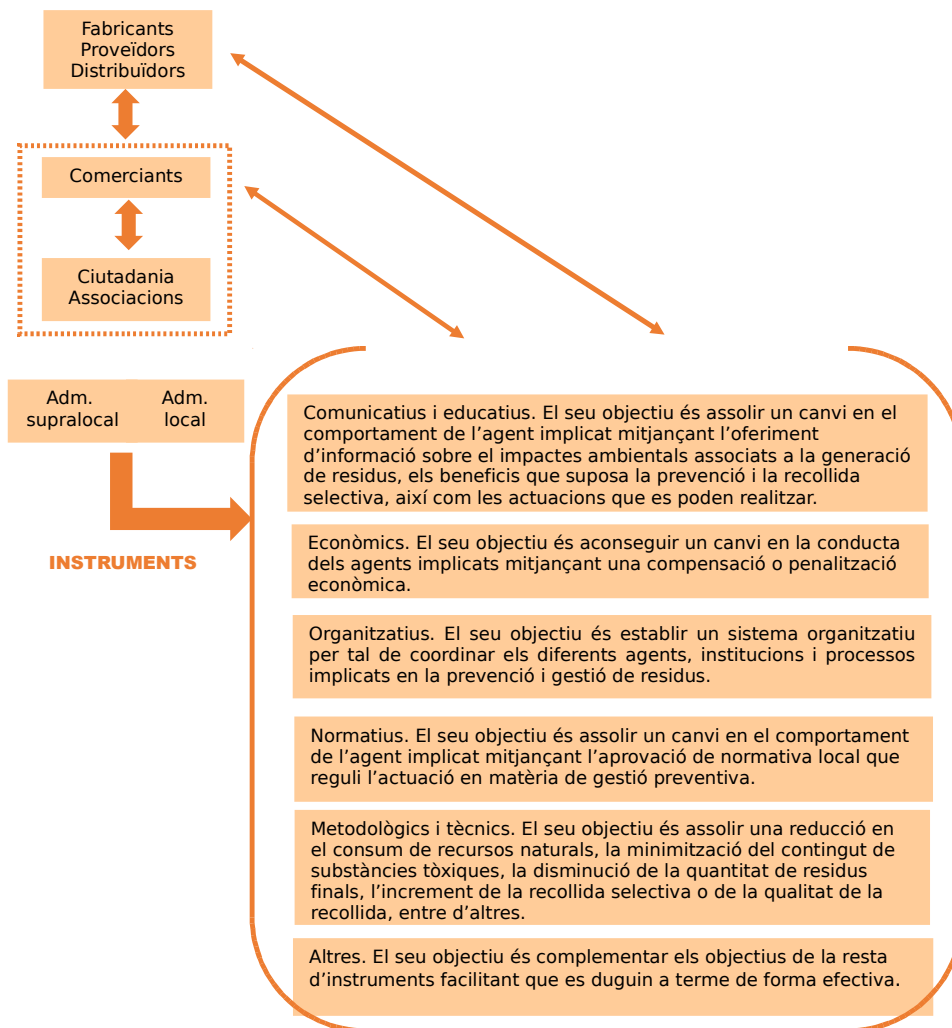 Fabricants
Proveïdors
Distribuïdors
Comerciants
Ciutadania
Associacions
Adm.
supralocal
Adm.
local
INSTRUMENTS
Comunicatius i educatius. El seu objectiu és assolir un canvi en el
comportament de l’agent implicat mitjançant l’oferiment
d’informació sobre el impactes ambientals associats a la generació
de residus, els beneficis que suposa la prevenció i la recollida
selectiva, així com les actuacions que es poden realitzar.
Econòmics. El seu objectiu és aconseguir un canvi en la conducta
dels agents implicats mitjançant una compensació o penalització
econòmica.
Organitzatius. El seu objectiu és establir un sistema organitzatiu
per tal de coordinar els diferents agents, institucions i processos
implicats en la prevenció i gestió de residus.
Normatius. El seu objectiu és assolir un canvi en el comportament
de l’agent implicat mitjançant l’aprovació de normativa local que
reguli l’actuació en matèria de gestió preventiva.
Metodològics i tècnics. El seu objectiu és assolir una reducció en
el consum de recursos naturals, la minimització del contingut de
substàncies tòxiques, la disminució de la quantitat de residus
finals, l’increment de la recollida selectiva o de la qualitat de la
recollida, entre d’altres.
Altres. El seu objectiu és complementar els objectius de la resta
d’instruments facilitant que es duguin a terme de forma efectiva.